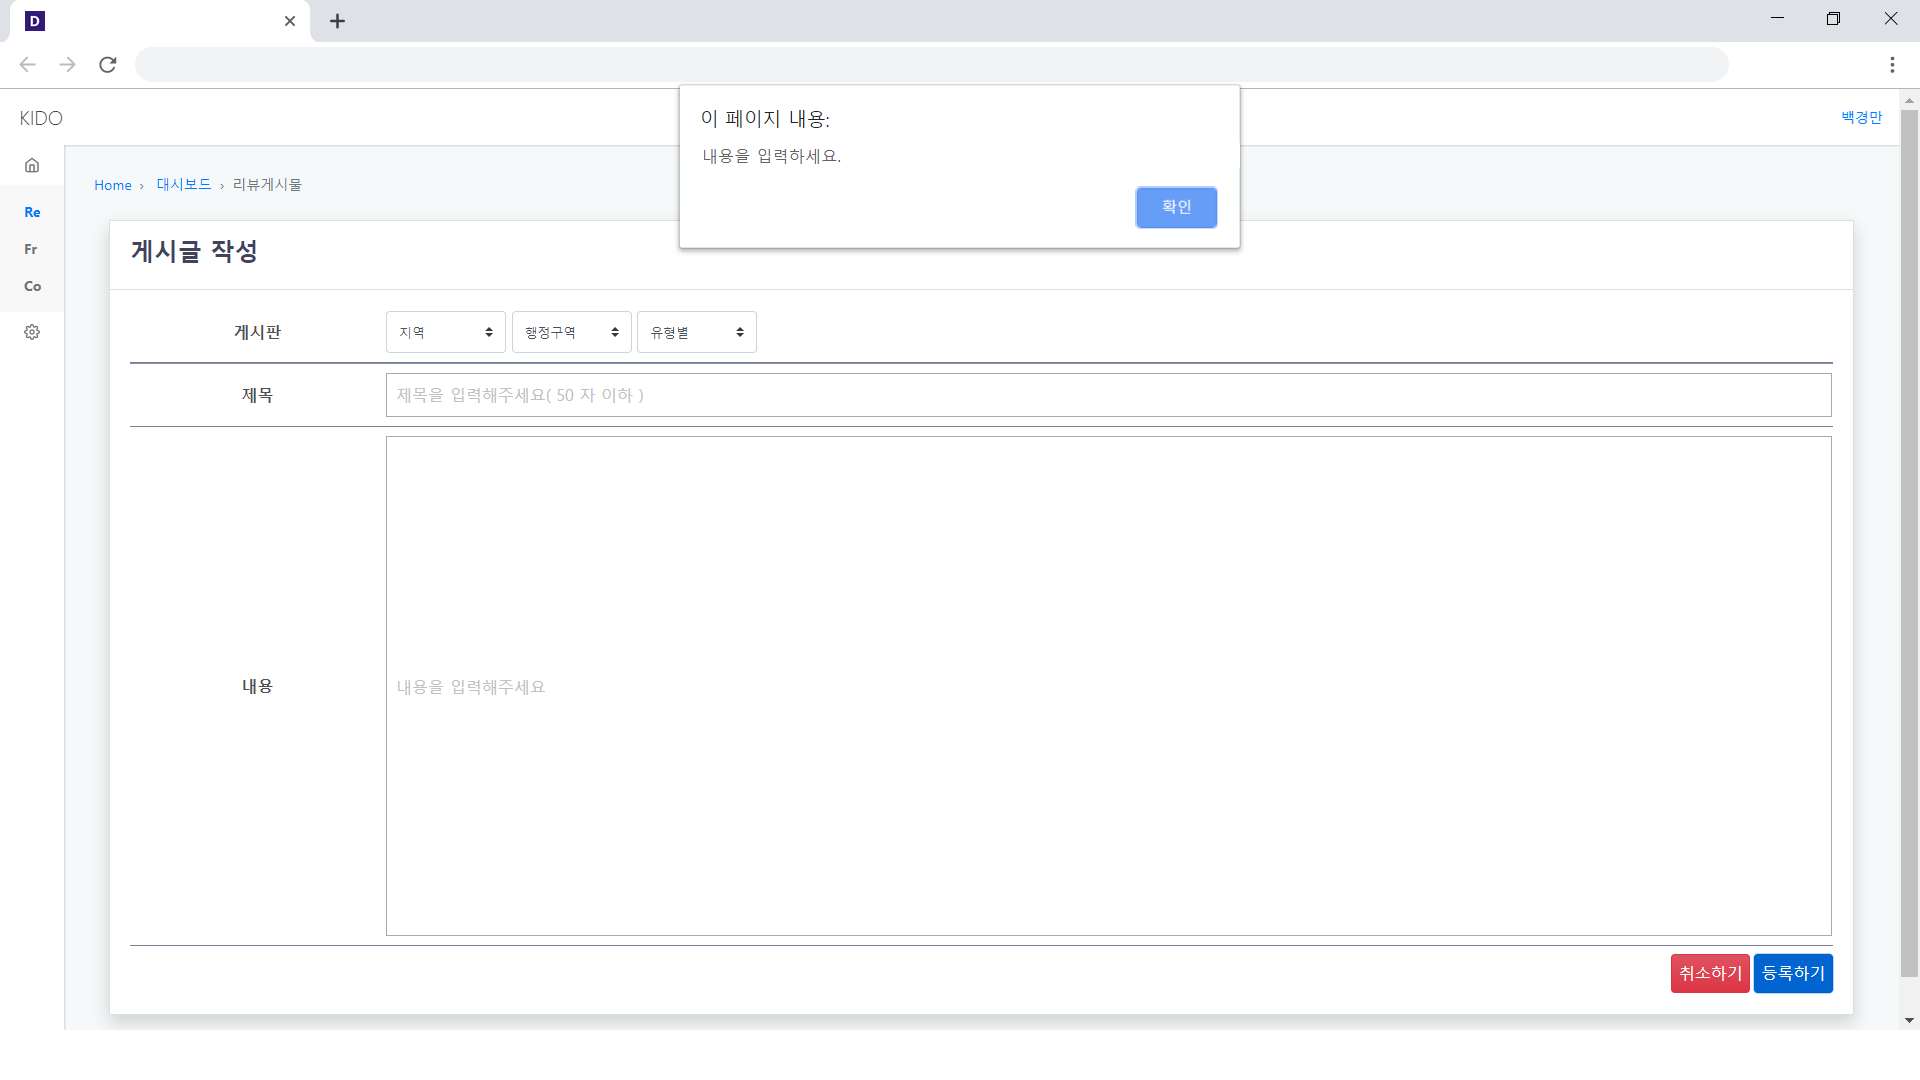 D
KIDO
백경만
이 페이지 내용:
내용을 입력하세요.
확인
Home › 대시보드 › 리뷰게시물
Re
Fr
Co
게시글 작성
게시판 지역 행정구역 유형별
제목 제목을 입력해주세요( 50 자 이하 )
내용 내용을 입력해주세요
취소하기 등록하기